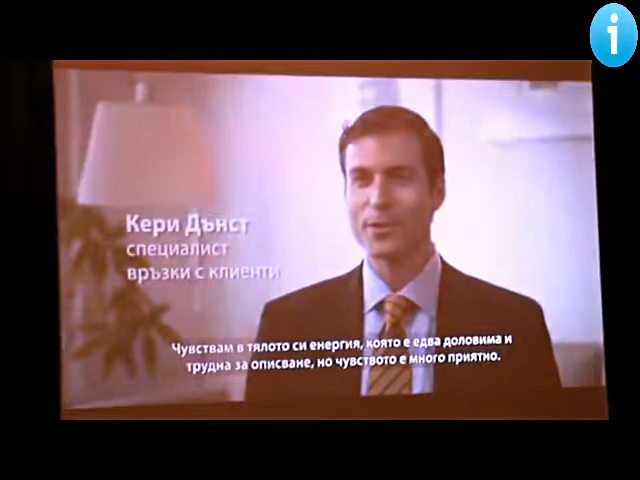 Кери Дънст
специалист
връзки с клиенти
Чувствам в тялото си енергия, която е едва доловима и
трудна за описване, но чувството е много приятно.